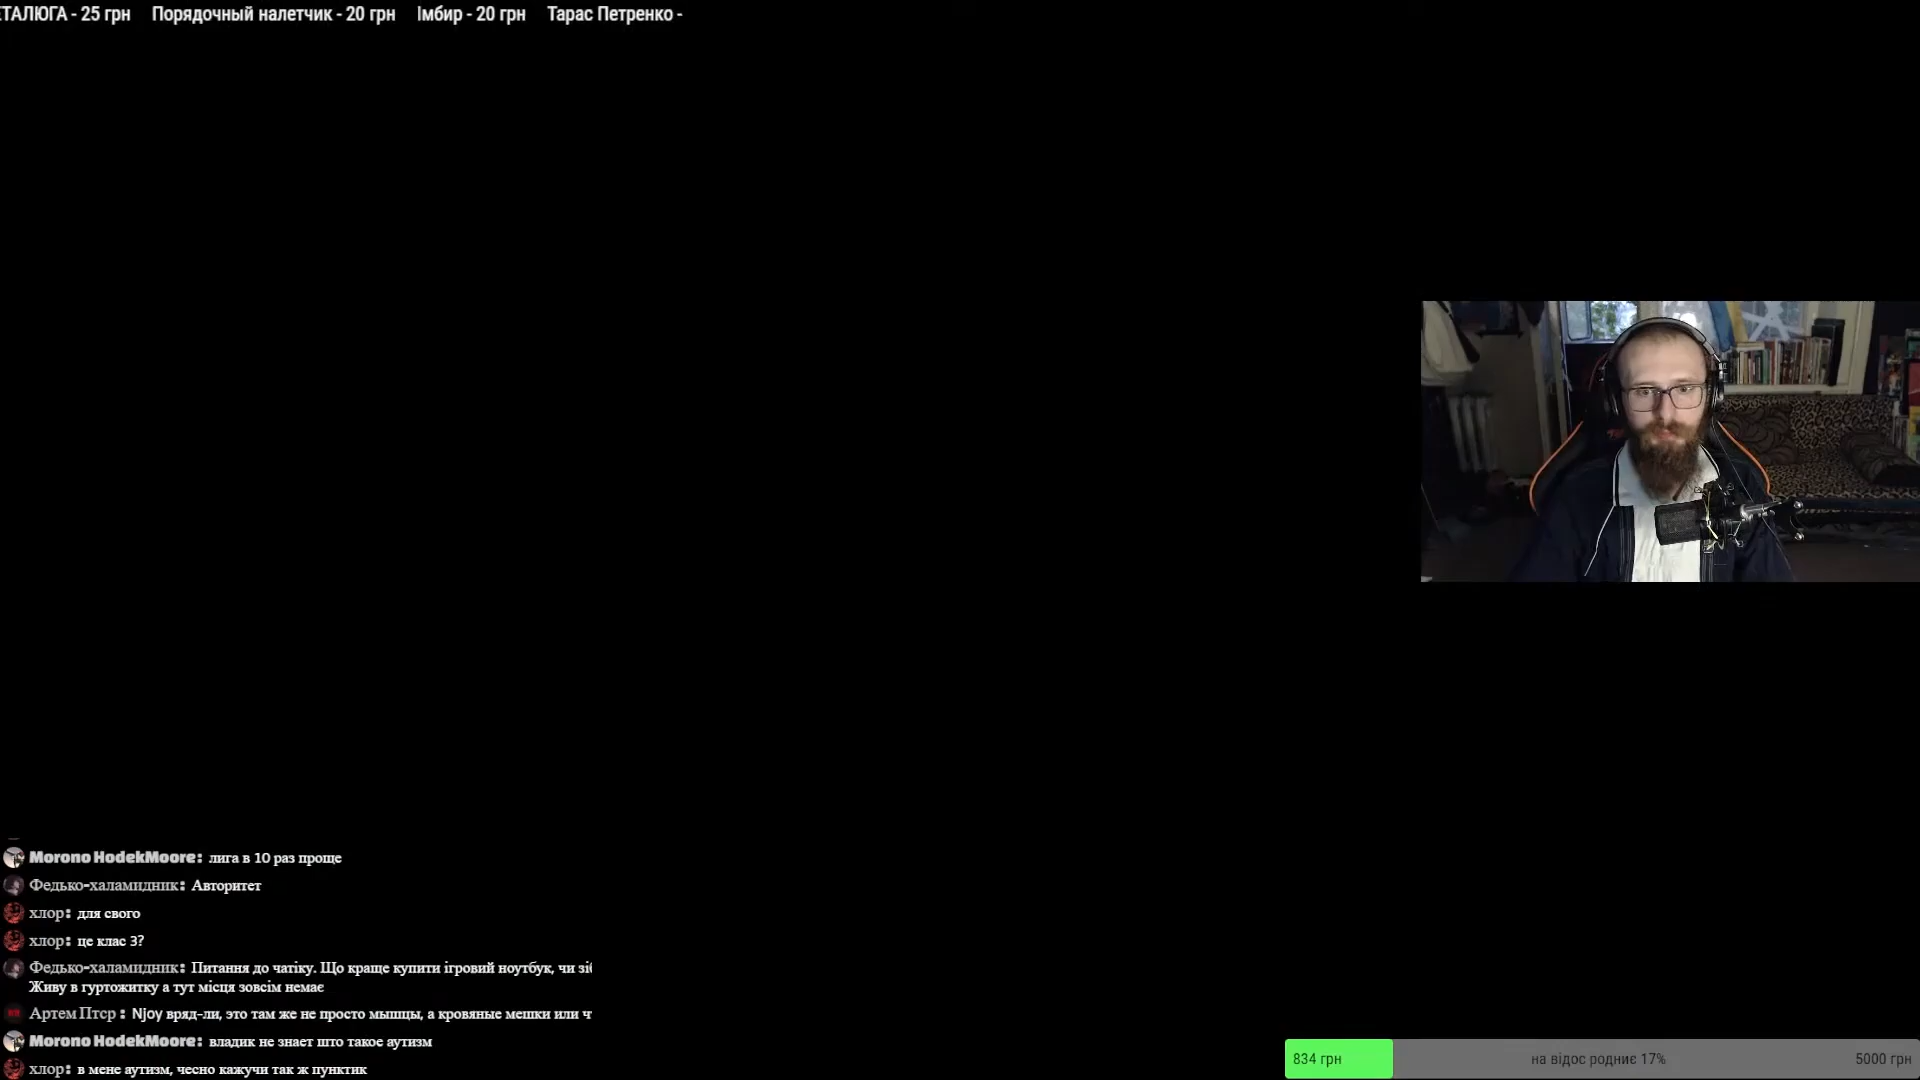 ТАЛЮГА - 25 грн Порядочный налетчик - 20 грн Імбир - 20 грн Тарас Петренко -
Morono HodekMoore: лига в 10 раз проще
Федько-халамидник: Авторитет
хлор: для свого
хлор: це клас 3?
Федько-халамидник: Питання до чатіку. Що краще купити ігровий ноутбук, чи
Живу в гуртожитку а тут місця зовсім немає
Артем Птср : Njoy вряд-ли, это там же не просто мышцы, а кровяные мешки или
Morono HodekMoore: владик не знает што такое аутизм
хлор: в мене аутизм, чесно кажучи так ж пунктик
834 грн на відос родниє 17% 5000 грн